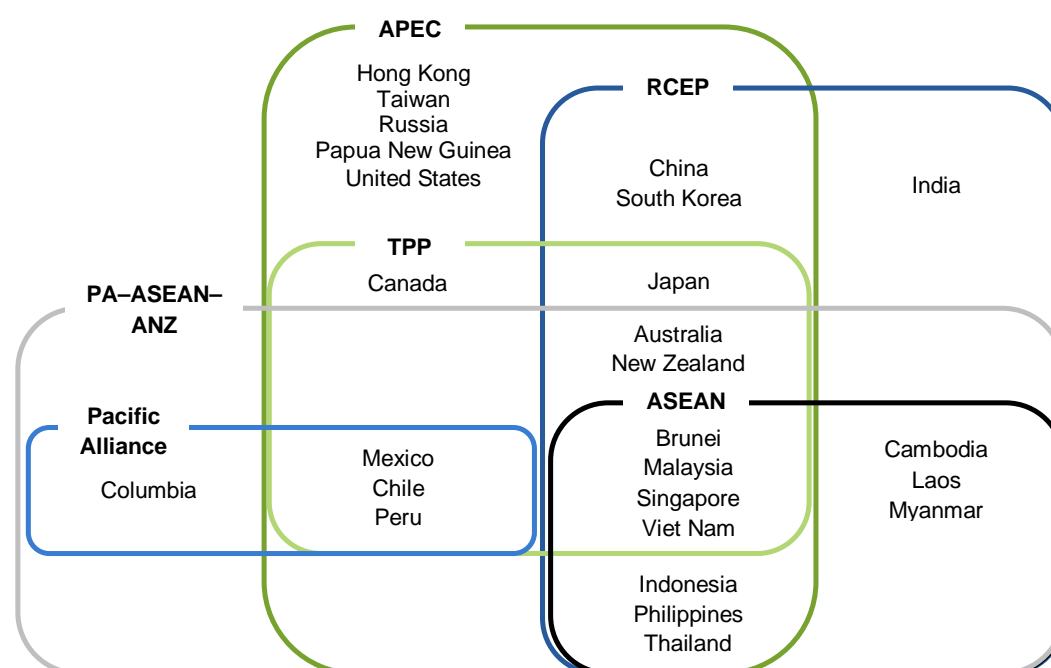 APEC
Hong Kong
Taiwan
Russia
Papua New Guinea
United States
RCEP
China
South Korea
India
TPP
Canada
Japan
PA–ASEAN–
ANZ
Australia
New Zealand
Pacific
Alliance
Columbia
Mexico
Chile
Peru
ASEAN
Brunei
Malaysia
Singapore
Viet Nam
Cambodia
Laos
Myanmar
Indonesia
Philippines
Thailand